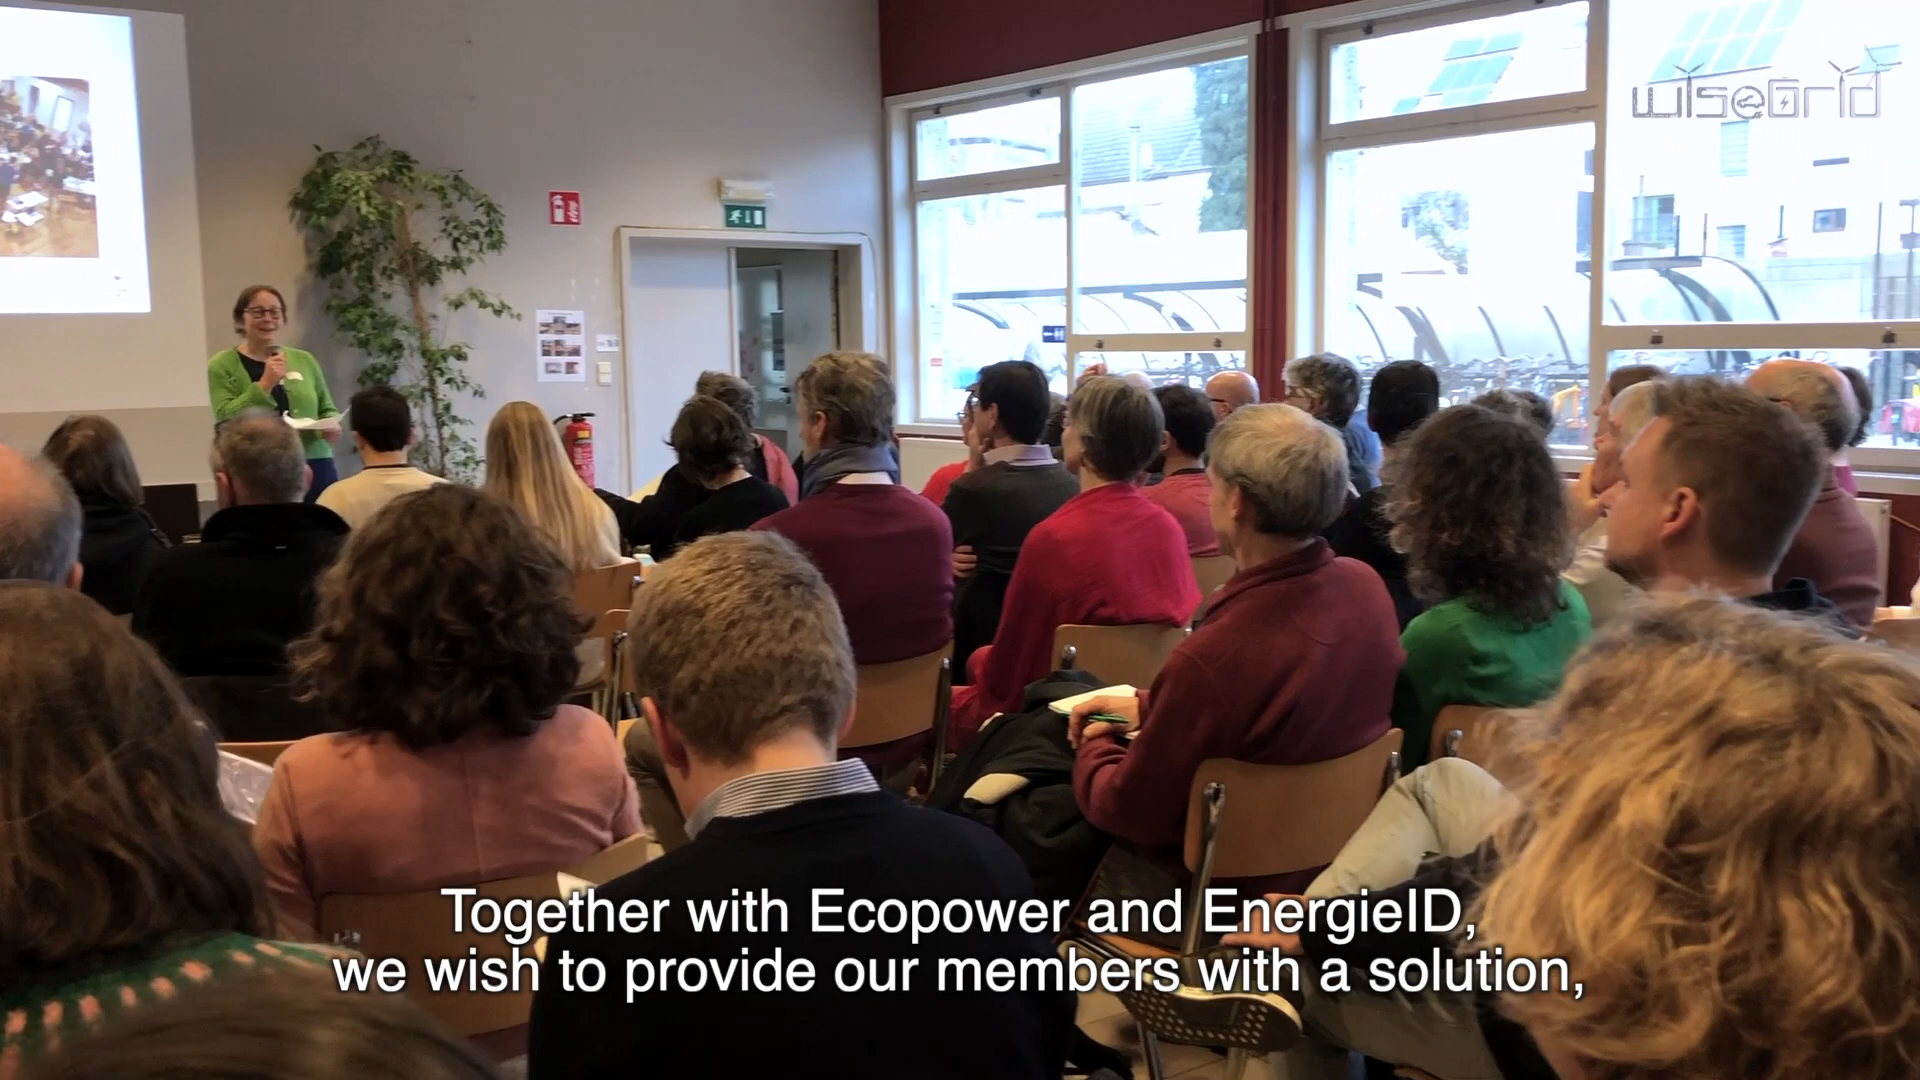 wiseGrid
Together with Ecopower and EnergieID,
we wish to provide our members with a solution,